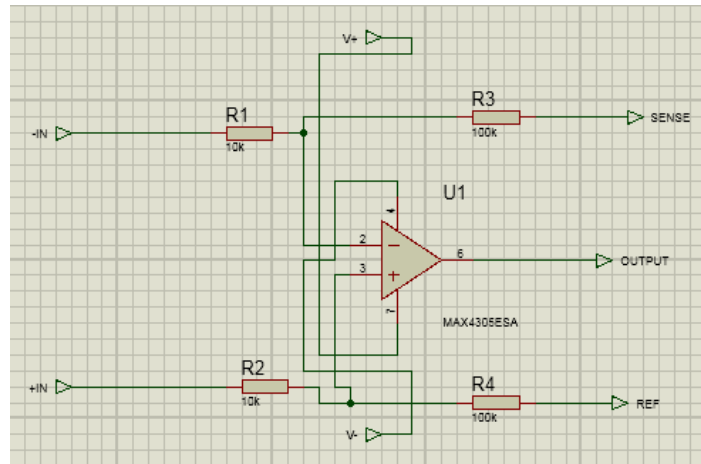 V+
R1
R3
-IN
10k
100k
SENSE
4
U1
2
6
OUTPUT
3
7
MAX4305ESA
R2
R4
+IN
10k
100k
REF
V-